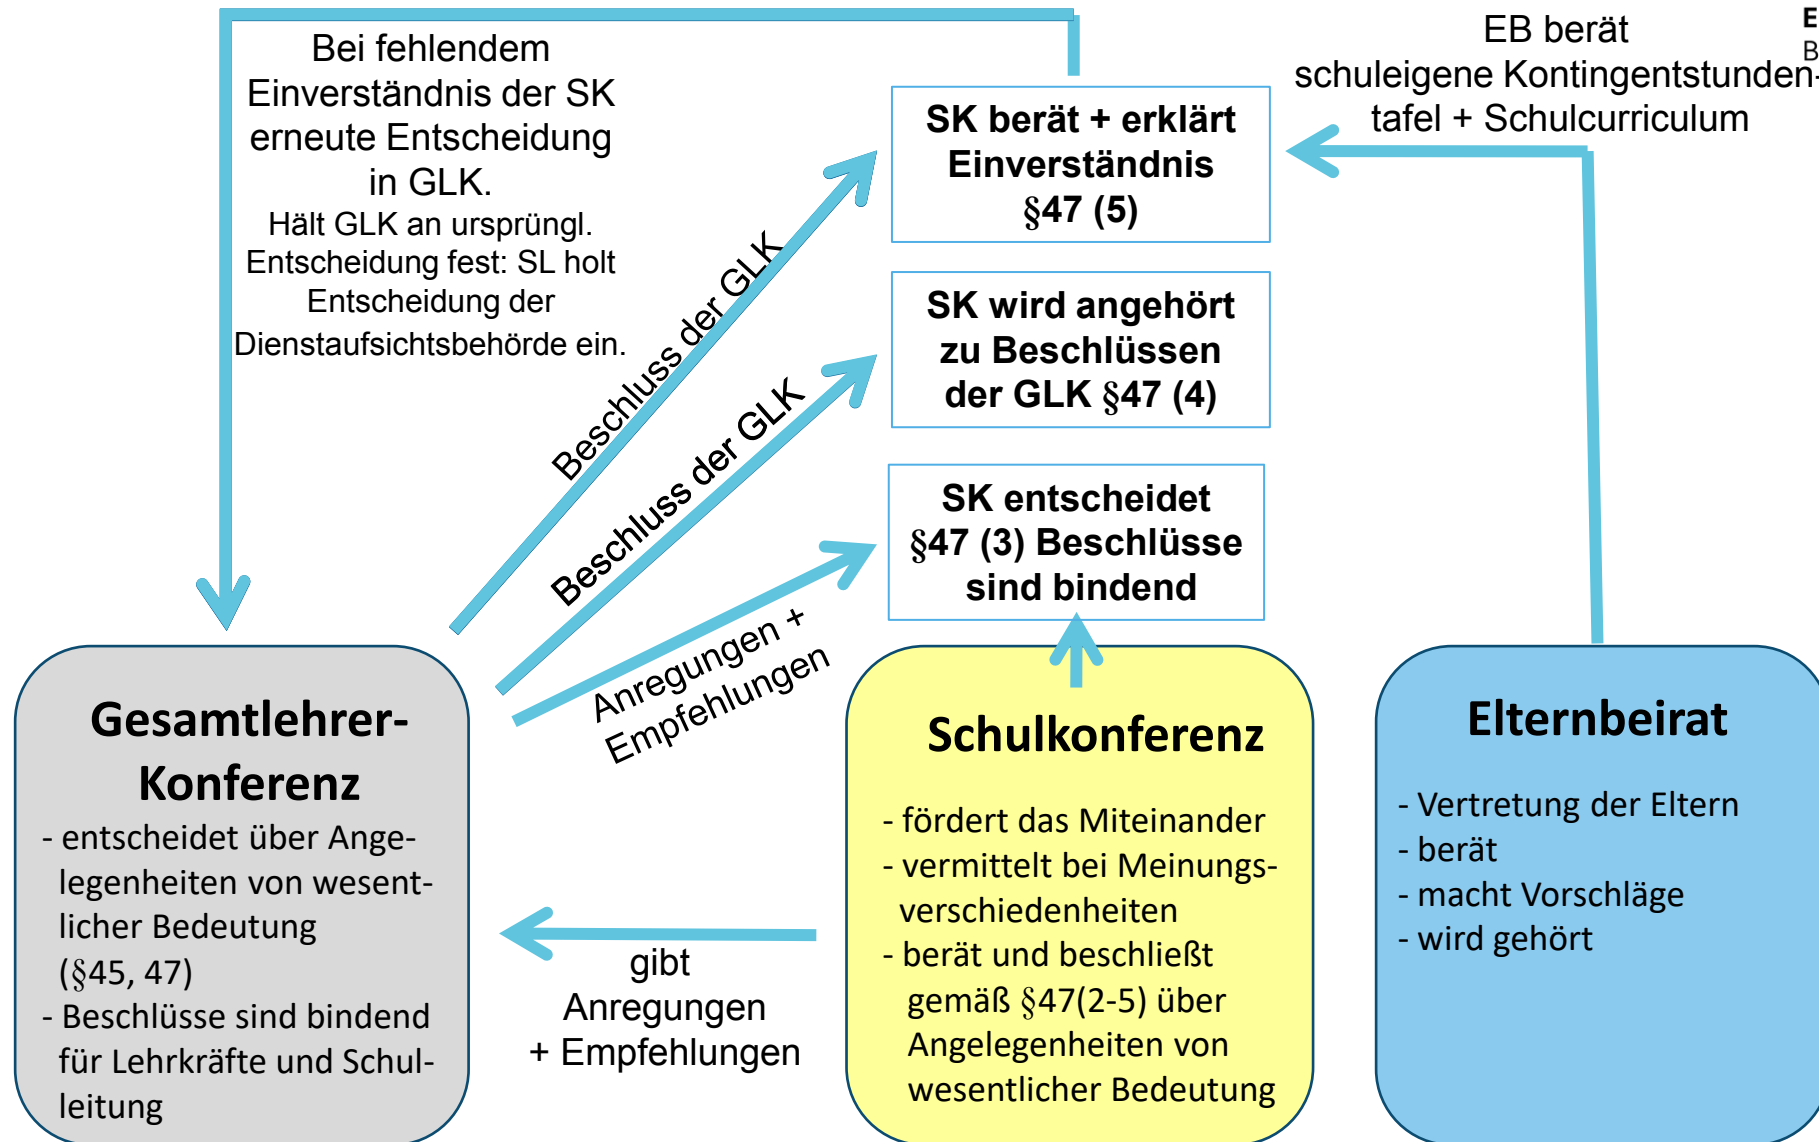 Bei fehlendem
Einverständnis der SK
erneute Entscheidung
in GLK.
Hält GLK an ursprüngl.
Entscheidung fest: SL holt
Entscheidung der
Dienstaufsichtsbehörde ein.
SK berät + erklärt
Einverständnis
§47 (5)
EB berät
schuleigene Kontingentstunden-
tafel + Schulcurriculum
E
B
Beschluss der GLK
SK wird angehört
zu Beschlüssen
der GLK §47 (4)
Beschluss der GLK
SK entscheidet
§47 (3) Beschlüsse
sind bindend
Anregungen +
Empfehlungen
Gesamtlehrer-
Konferenz
- entscheidet über Ange-
legenheiten von wesent-
licher Bedeutung
(§45, 47)
- Beschlüsse sind bindend
für Lehrkräfte und Schul-
leitung
gibt
Anregungen
+ Empfehlungen
Schulkonferenz
- fördert das Miteinander
- vermittelt bei Meinungs-
verschiedenheiten
- berät und beschließt
gemäß §47(2-5) über
Angelegenheiten von
wesentlicher Bedeutung
Elternbeirat
- Vertretung der Eltern
- berät
- macht Vorschläge
- wird gehört